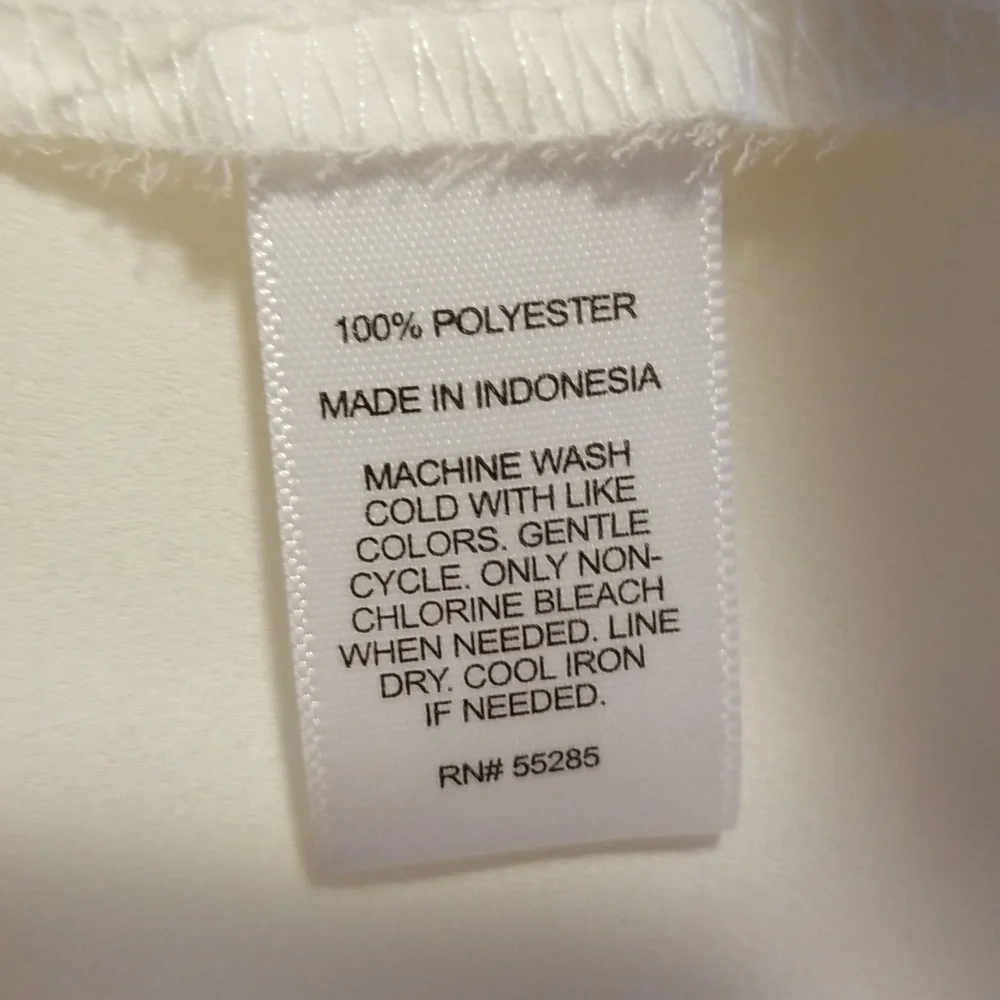 100% POLYESTER
MADE IN INDONESIA
MACHINE WASH
COLD WITH LIKE
COLORS. GENTLE
CYCLE. ONLY NON-
CHLORINE BLEACH
WHEN NEEDED. LINE
DRY. COOL IRON
IF NEEDED.
RN# 55285